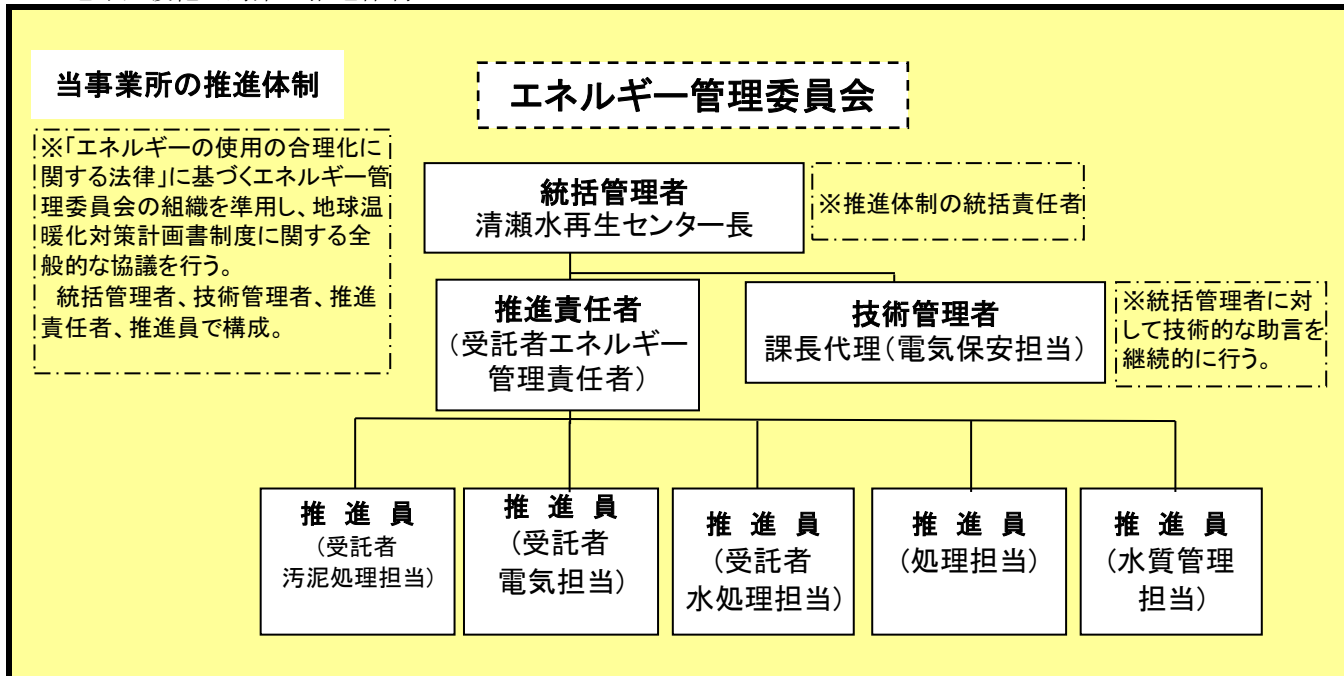 当事業所の推進体制
エネルギー管理委員会
※「エネルギーの使用の合理化に
関する法律」に基づくエネルギー管
理委員会の組織を準用し、地球温
暖化対策計画書制度に関する全
般的な協議を行う。
統括管理者、技術管理者、推進
責任者、推進員で構成。
統括管理者
清瀬水再生センター長
※推進体制の統括責任者
推進責任者
(受託者エネルギー
管理責任者)
技術管理者
課長代理(電気保安担当)
※統括管理者に対
して技術的な助言を
継続的に行う。
推 進 員
(受託者
汚泥処理担当)
推 進 員
(受託者
電気担当)
推 進 員
(受託者
水処理担当)
推 進 員
(処理担当)
推 進 員
(水質管理
担当)